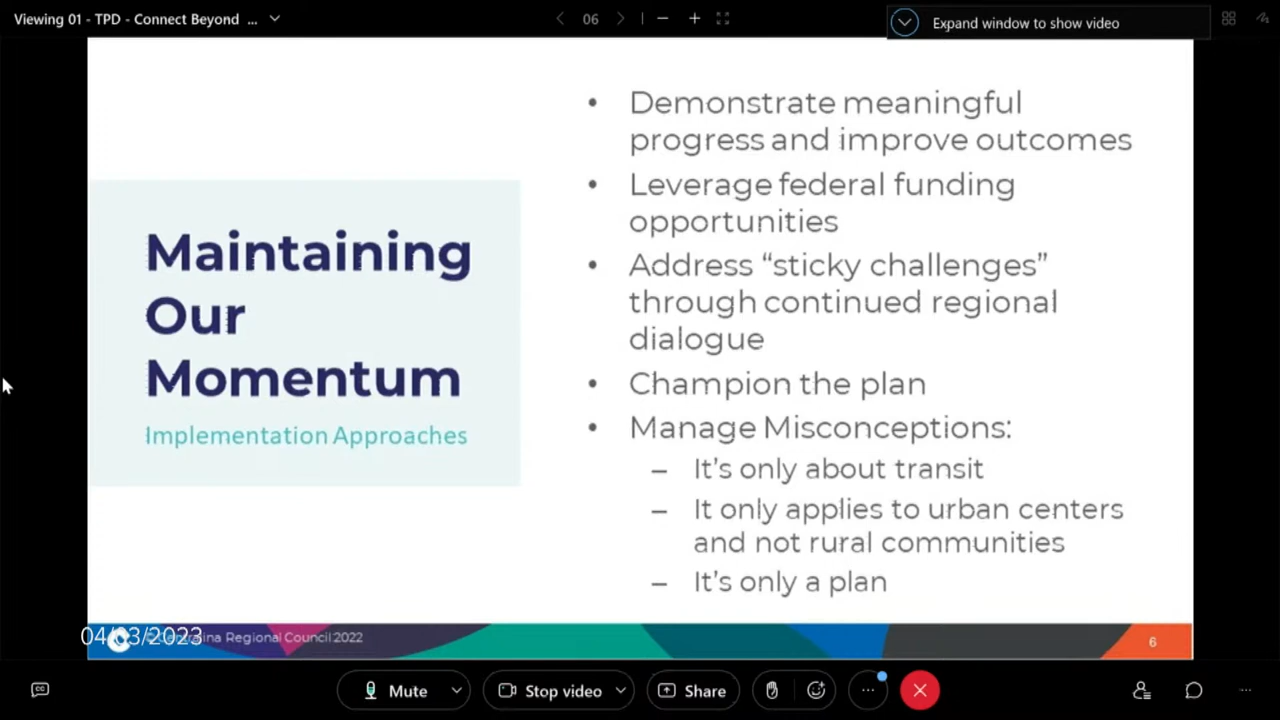 Viewing 01 - TPD - Connect Beyond ...
06
Expand window to show video
Maintaining
Our
Momentum
Implementation Approaches
• Demonstrate meaningful
progress and improve outcomes
• Leverage federal funding
opportunities
• Address “sticky challenges”
through continued regional
dialogue
• Champion the plan
• Manage Misconceptions:
– It’s only about transit
– It only applies to urban centers
and not rural communities
– It’s only a plan
04/03/2023
Regional Council 2022
6
CC
Mute
Stop video
Share